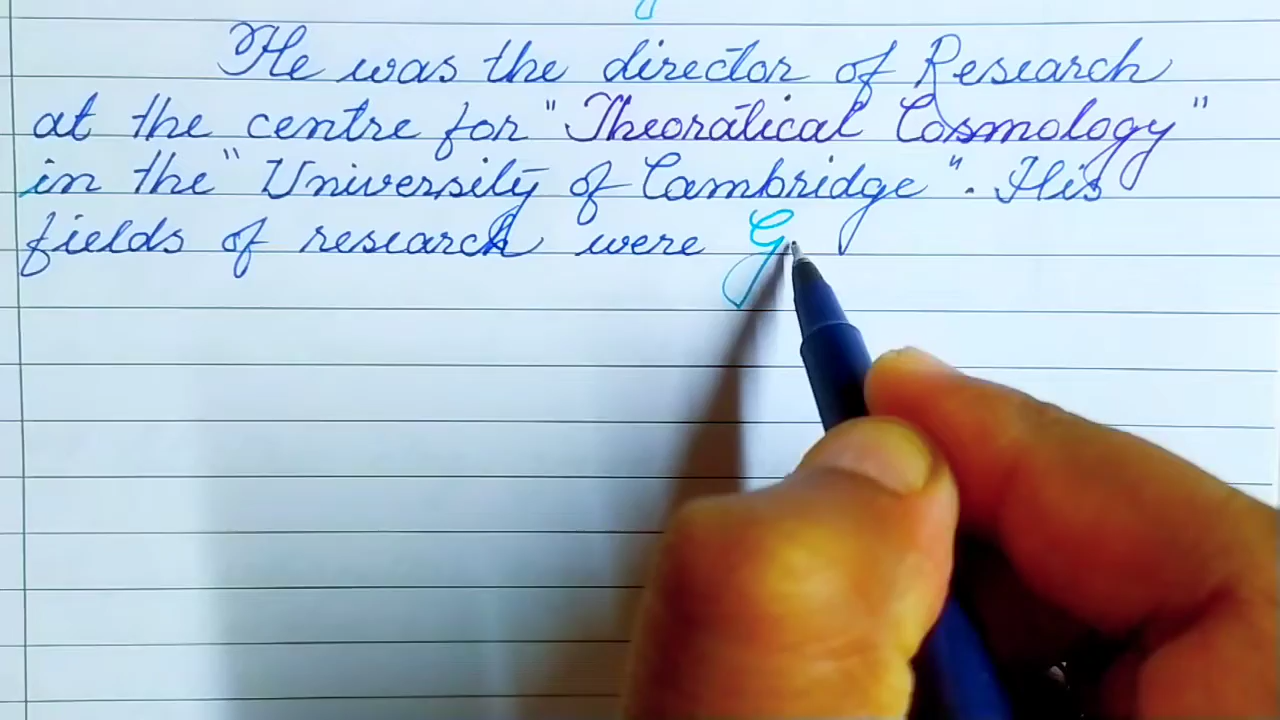 He was the director of Research
at the centre for "Theoratical Cosmology"
in the "University of Cambridge". His
fields of research were G